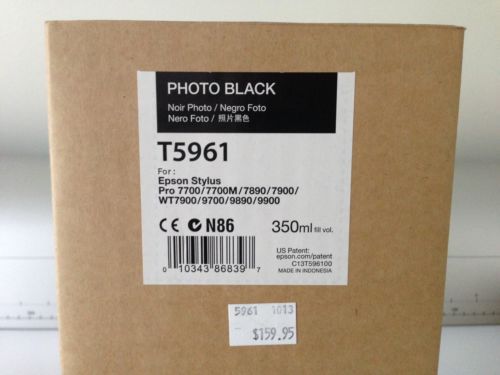 PHOTO BLACK
Noir Photo / Negro Foto
Nero Foto / 照片黑色
T5961
For :
Epson Stylus
Pro 7700/7700M/7890/7900/
WT7900/9700/9890/9900
CE N86 350ml fill vol.
US Patent:
epson.com/patent
C13T596100
MADE IN INDONESIA
0 10343 86839 7
5961 1013
$159.95